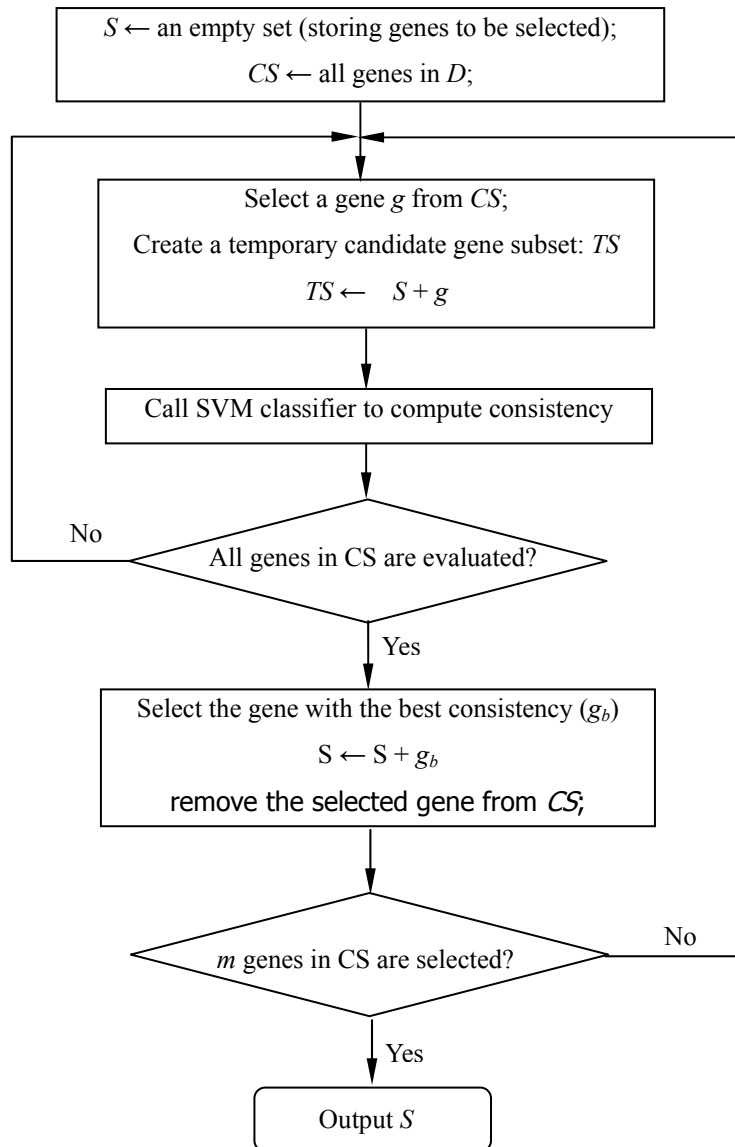 S ← an empty set (storing genes to be selected);
CS ← all genes in D;
Select a gene g from CS;
Create a temporary candidate gene subset: TS
TS ← S + g
Call SVM classifier to compute consistency
No
All genes in CS are evaluated?
Yes
Select the gene with the best consistency (g_b)
S ← S + g_b
remove the selected gene from CS;
No
m genes in CS are selected?
Yes
Output S